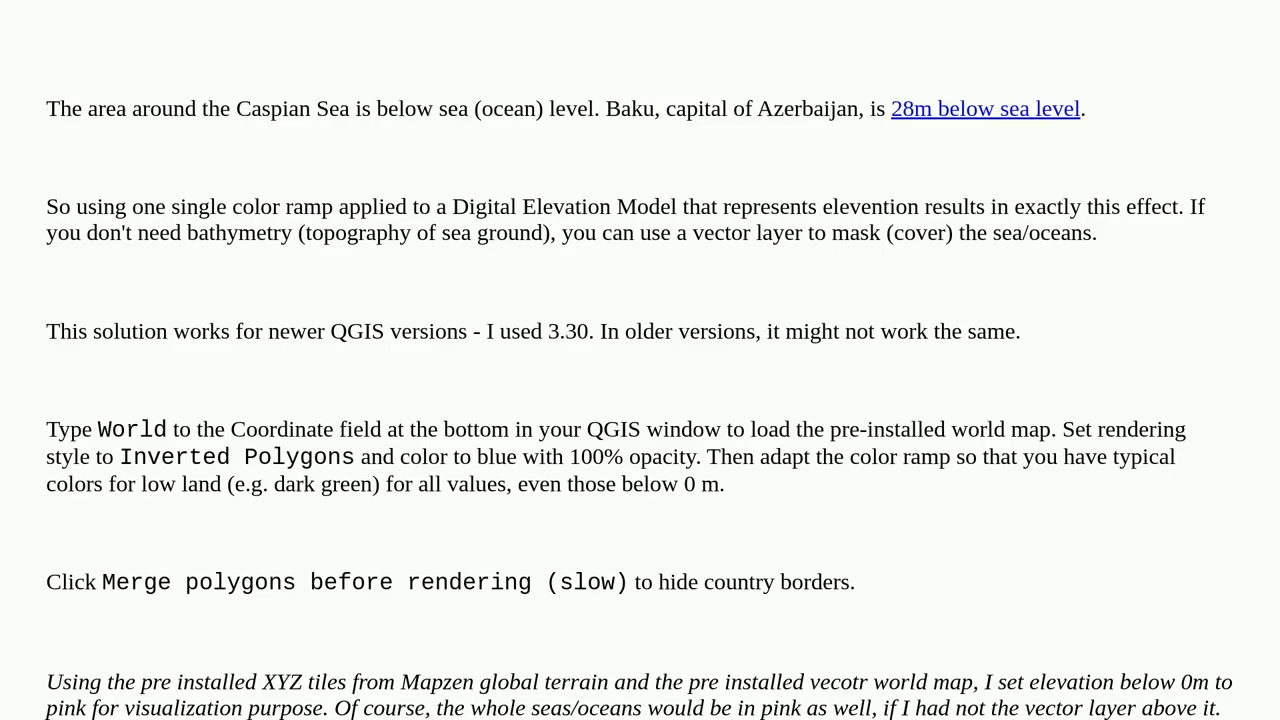 The area around the Caspian Sea is below sea (ocean) level. Baku, capital of Azerbaijan, is 28m below sea level.
So using one single color ramp applied to a Digital Elevation Model that represents elevention results in exactly this effect. If
you don't need bathymetry (topography of sea ground), you can use a vector layer to mask (cover) the sea/oceans.
This solution works for newer QGIS versions - I used 3.30. In older versions, it might not work the same.
Type World to the Coordinate field at the bottom in your QGIS window to load the pre-installed world map. Set rendering
style to Inverted Polygons and color to blue with 100% opacity. Then adapt the color ramp so that you have typical
colors for low land (e.g. dark green) for all values, even those below 0 m.
Click Merge polygons before rendering (slow) to hide country borders.
Using the pre installed XYZ tiles from Mapzen global terrain and the pre installed vecotr world map, I set elevation below 0m to
pink for visualization purpose. Of course, the whole seas/oceans would be in pink as well, if I had not the vector layer above it.